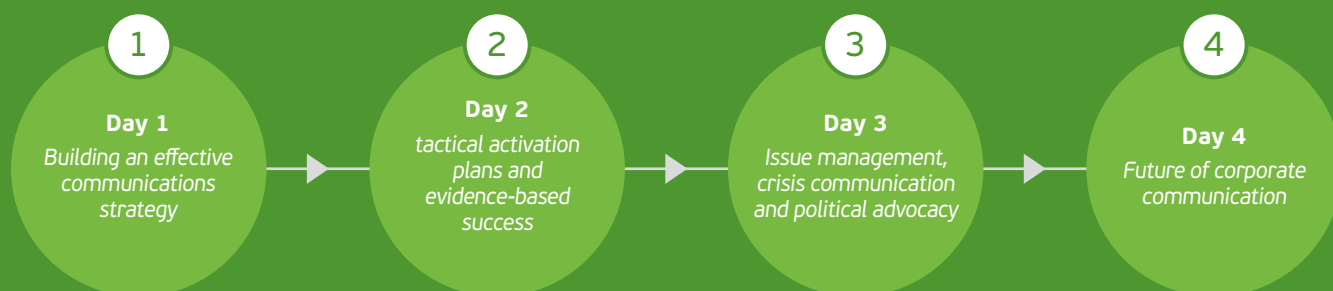 1
Day 1
Building an effective
communications
strategy
2
Day 2
tactical activation
plans and
evidence-based
success
3
Day 3
Issue management,
crisis communication
and political advocacy
4
Day 4
Future of corporate
communication